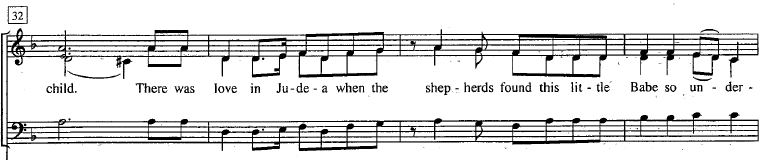 32
child. There was love in Ju-de-a when the shep-herds found this lit-tle Babe so un-der-